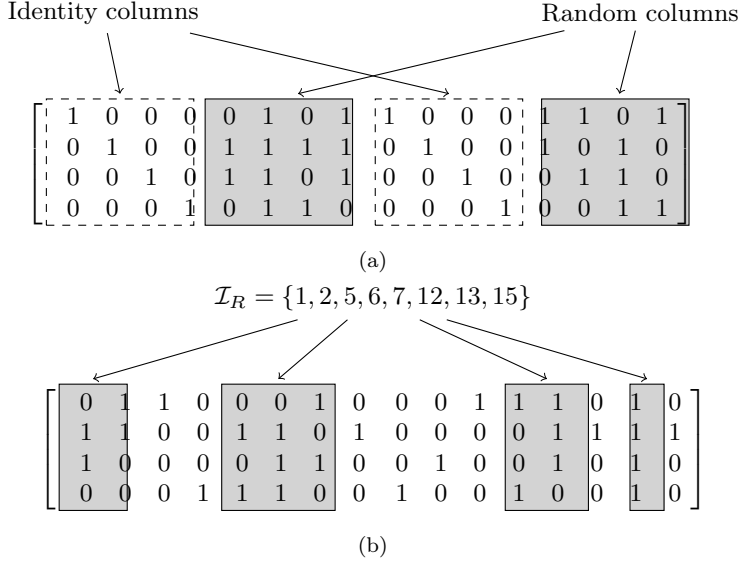 Identity columns Random columns
1 0 0 0 0 1 0 1 1 0 0 0 1 1 0 1
0 1 0 0 1 1 1 1 0 1 0 0 1 0 1 0
0 0 1 0 1 1 0 1 0 0 1 0 0 1 1 0
0 0 0 1 0 1 1 0 0 0 0 1 0 0 1 1
(a)
ℐ_R = {1, 2, 5, 6, 7, 12, 13, 15}
0 1 1 0 0 0 1 0 0 0 1 1 1 0 1 0
1 1 0 0 1 1 0 1 0 0 0 0 1 1 1 1
1 0 0 0 0 1 1 0 0 1 0 0 1 0 1 0
0 0 0 1 1 1 0 0 1 0 0 1 0 0 1 0
(b)